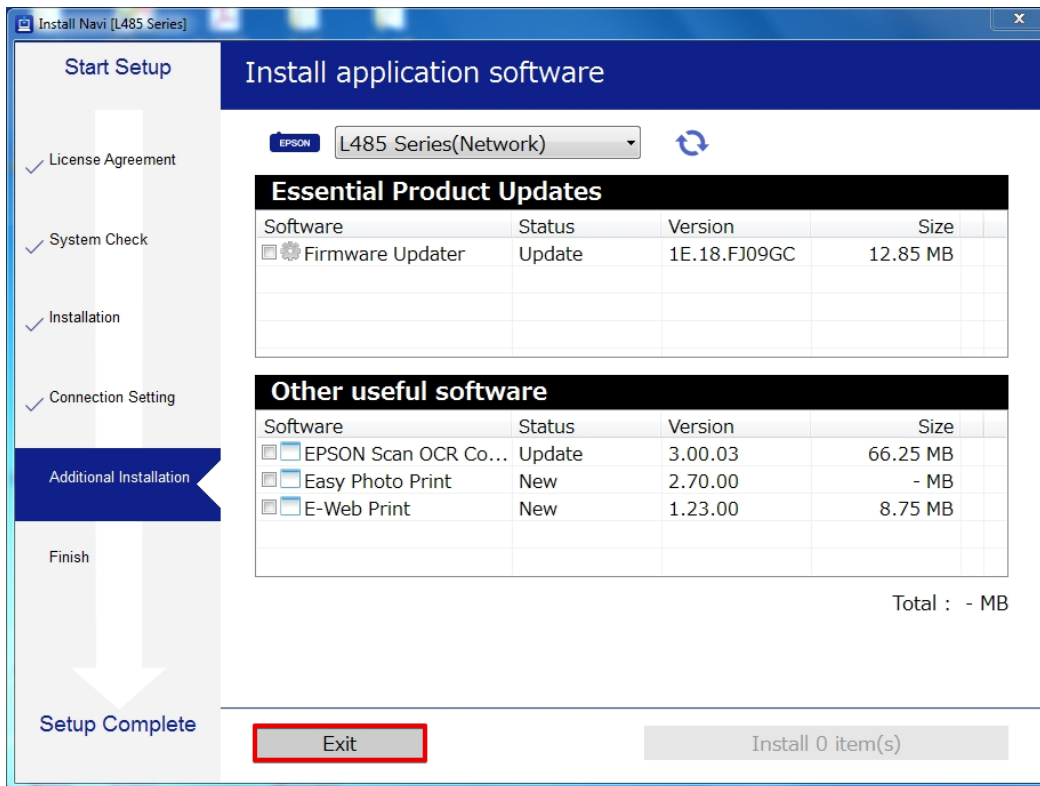 Install Navi [L485 Series]
Start Setup
License Agreement
System Check
Installation
Connection Setting
Additional Installation
Finish
Setup Complete
Install application software
EPSON L485 Series(Network)
Essential Product Updates
Software Status Version Size
Firmware Updater Update 1E.18.FJ09GC 12.85 MB
Other useful software
Software Status Version Size
EPSON Scan OCR Co... Update 3.00.03 66.25 MB
Easy Photo Print New 2.70.00 - MB
E-Web Print New 1.23.00 8.75 MB
Total : - MB
Exit Install 0 item(s)